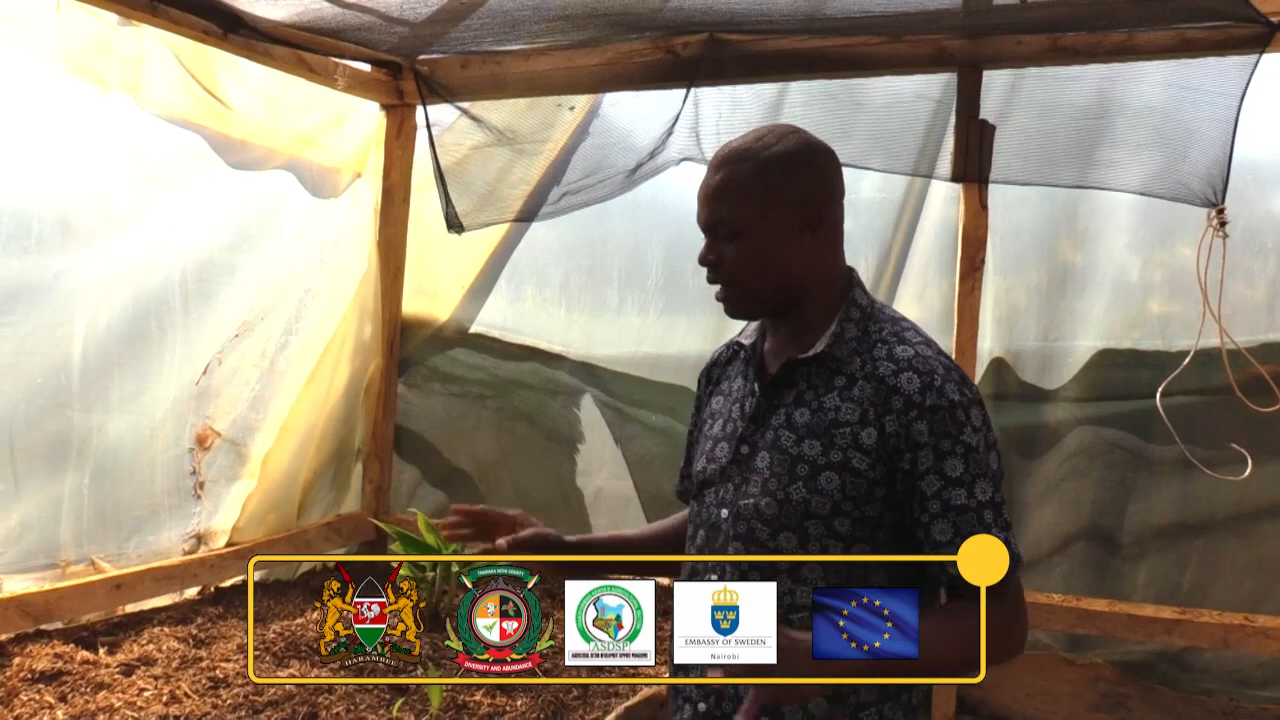 HARAMBEE
THARAKA NITHI COUNTY
DIVERSITY AND ABUNDANCE
ASDSP
AGRICULTURAL SECTOR DEVELOPMENT SUPPORT PROGRAMME
EMBASSY OF SWEDEN
Nairobi